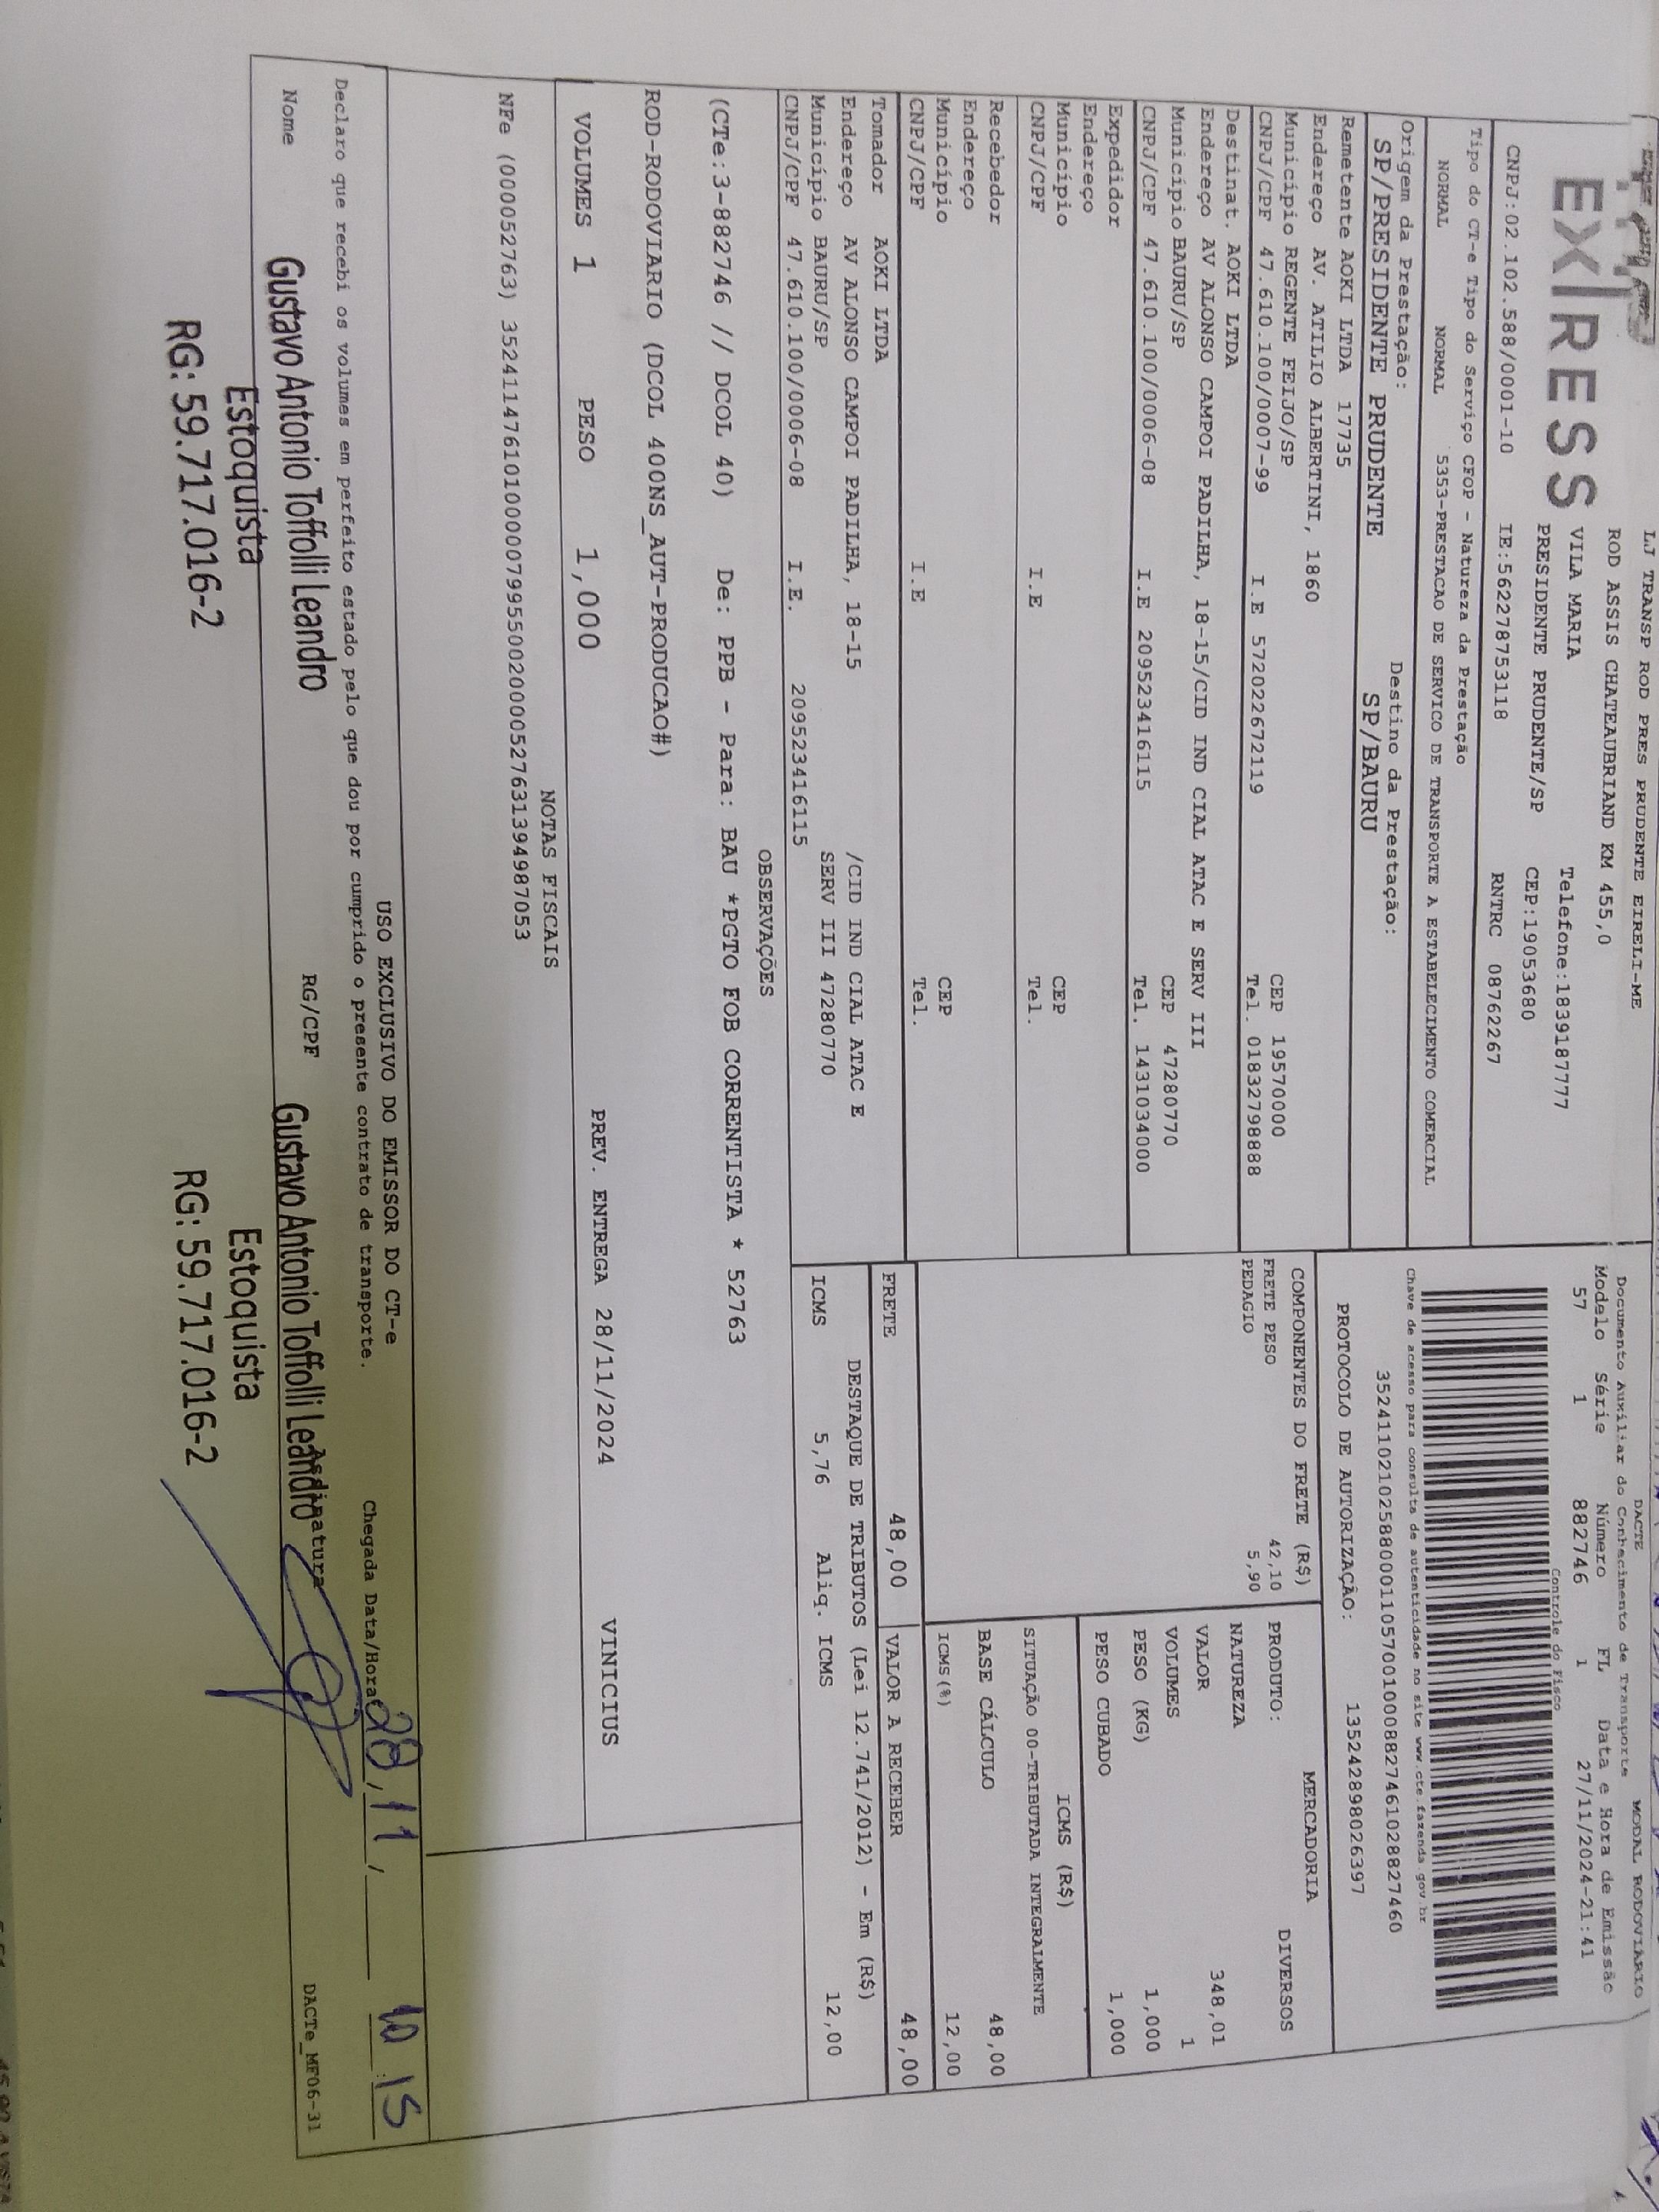 EXPRESS
LJ TRANSP ROD PRES PRUDENTE EIRELI-ME
ROD ASSIS CHATEAUBRIAND KM 455,0
VILA MARIA Telefone:1839187777
PRESIDENTE PRUDENTE/SP CEP:19053680
CNPJ:02.102.588/0001-10 IE:562278753118 RNTRC 08762267
DACTE MODAL RODOVIÁRIO
Documento Auxiliar do Conhecimento de Transporte
Modelo Série Número FL Data e Hora de Emissão
57 1 882746 1 27/11/2024-21:41
Controle do Fisco
Chave de acesso para consulta de autenticidade no site www.cte.fazenda.gov.br
PROTOCOLO DE AUTORIZAÇÃO: 135242898026397
Tipo do CT-e Tipo do Serviço CFOP - Natureza da Prestação
NORMAL NORMAL 5353-PRESTACAO DE SERVICO DE TRANSPORTE A ESTABELECIMENTO COMERCIAL
Origem da Prestação: Destino da Prestação:
SP/PRESIDENTE PRUDENTE SP/BAURU
Remetente AOKI LTDA 17735
Endereço AV. ATILIO ALBERTINI, 1860
Município REGENTE FEIJO/SP CEP 19570000
CNPJ/CPF 47.610.100/0007-99 I.E 572022672119 Tel. 01832798888
Destinat. AOKI LTDA
Endereço AV ALONSO CAMPOI PADILHA, 18-15/CID IND CIAL ATAC E SERV III
Município BAURU/SP CEP 47280770
CNPJ/CPF 47.610.100/0006-08 I.E 209523416115 Tel. 1431034000
Expedidor
Endereço
Município CEP
CNPJ/CPF I.E Tel.
Recebedor
Endereço
Município CEP
CNPJ/CPF I.E Tel.
Tomador AOKI LTDA
Endereço AV ALONSO CAMPOI PADILHA, 18-15 /CID IND CIAL ATAC E
Município BAURU/SP SERV III 47280770
CNPJ/CPF 47.610.100/0006-08 I.E. 209523416115
COMPONENTES DO FRETE (R$)
FRETE PESO 42,10
PEDAGIO 5,90
MERCADORIA
PRODUTO: DIVERSOS
NATUREZA
VALOR 348,01
VOLUMES 1
PESO (KG) 1,000
PESO CUBADO 1,000
ICMS (R$)
SITUAÇÃO 00-TRIBUTADA INTEGRALMENTE
BASE CÁLCULO 48,00
ICMS(%) 12,00
FRETE 48,00 VALOR A RECEBER 48,00
DESTAQUE DE TRIBUTOS (Lei 12.741/2012) - Em (R$)
ICMS 5,76 Aliq. ICMS 12,00
OBSERVAÇÕES
(CTe:3-882746 // DCOL 40) De: PPB - Para: BAU *PGTO FOB CORRENTISTA * 52763
ROD-RODOVIARIO (DCOL 400NS_AUT-PRODUCAO#)
VOLUMES 1 PESO 1,000 PREV. ENTREGA 28/11/2024 VINICIUS
NOTAS FISCAIS
NFe (000052763)
USO EXCLUSIVO DO EMISSOR DO CT-e
Declaro que recebi os volumes em perfeito estado pelo que dou por cumprido o presente contrato de transporte. Chegada Data/Hora 28/11/ 10:15
Nome RG/CPF Assinatura DACTe_MF06-31
Gustavo Antonio Toffolli Leandro
Estoquista
RG: 59.717.016-2
Gustavo Antonio Toffolli Leandro
Estoquista
RG: 59.717.016-2